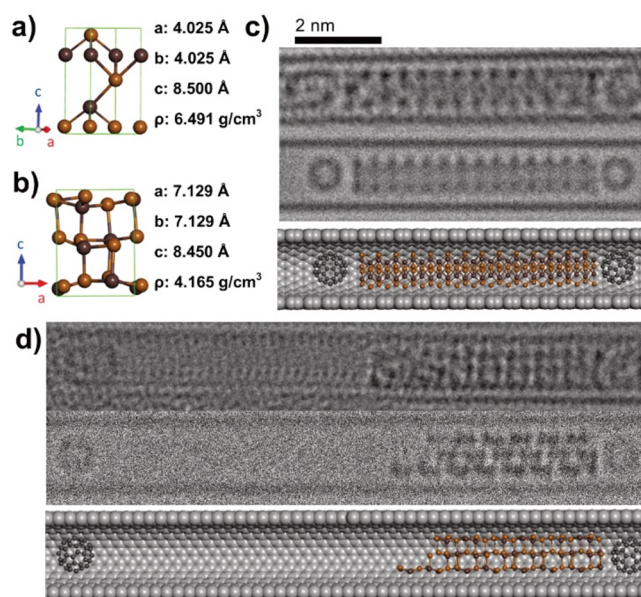 a)
a: 4.025 Å
b: 4.025 Å
c: 8.500 Å
ρ: 6.491 g/cm³
c
b
a
b)
a: 7.129 Å
b: 7.129 Å
c: 8.450 Å
ρ: 4.165 g/cm³
c
a
c)
2 nm
d)